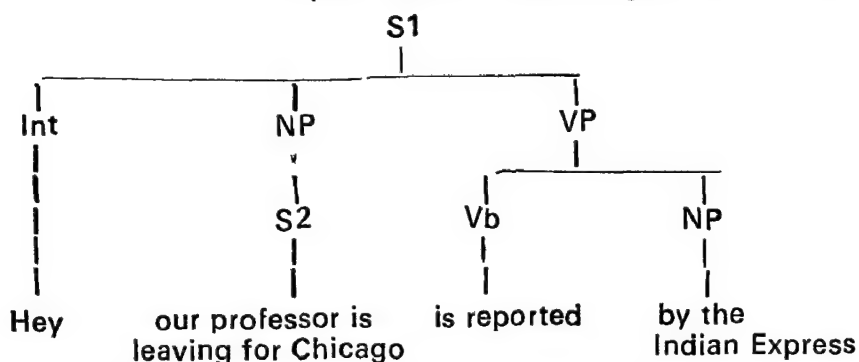 S1
Int NP VP
S2 Vb NP
Hey our professor is is reported by the
leaving for Chicago Indian Express